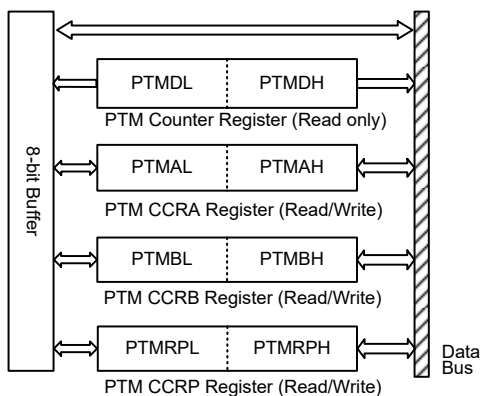 PTMDL PTMDH
PTM Counter Register (Read only)
8-bit Buffer
PTMAL PTMAH
PTM CCRA Register (Read/Write)
PTMBL PTMBH
PTM CCRB Register (Read/Write)
PTMRPL PTMRPH
PTM CCRP Register (Read/Write)
Data
Bus